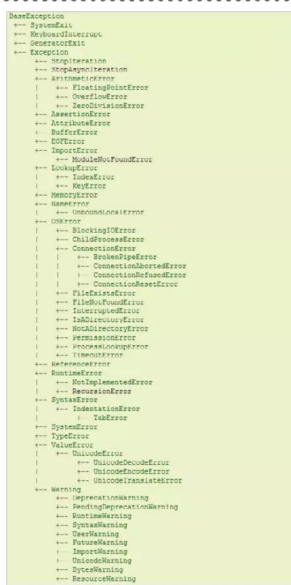 BaseException
 +-- SystemExit
 +-- KeyboardInterrupt
 +-- GeneratorExit
 +-- Exception
      +-- StopIteration
      +-- StopAsyncIteration
      +-- ArithmeticError
      |    +-- FloatingPointError
      |    +-- OverflowError
      |    +-- ZeroDivisionError
      +-- AssertionError
      +-- AttributeError
      +-- BufferError
      +-- EOFError
      +-- ImportError
      |    +-- ModuleNotFoundError
      +-- LookupError
      |    +-- IndexError
      |    +-- KeyError
      +-- MemoryError
      +-- NameError
      |    +-- UnboundLocalError
      +-- OSError
      |    +-- BlockingIOError
      |    +-- ChildProcessError
      |    +-- ConnectionError
      |    |    +-- BrokenPipeError
      |    |    +-- ConnectionAbortedError
      |    |    +-- ConnectionRefusedError
      |    |    +-- ConnectionResetError
      |    +-- FileExistsError
      |    +-- FileNotFoundError
      |    +-- InterruptedError
      |    +-- IsADirectoryError
      |    +-- NotADirectoryError
      |    +-- PermissionError
      |    +-- ProcessLookupError
      |    +-- TimeoutError
      +-- ReferenceError
      +-- RuntimeError
      |    +-- NotImplementedError
      |    +-- RecursionError
      +-- SyntaxError
      |    +-- IndentationError
      |         +-- TabError
      +-- SystemError
      +-- TypeError
      +-- ValueError
      |    +-- UnicodeError
      |         +-- UnicodeDecodeError
      |         +-- UnicodeEncodeError
      |         +-- UnicodeTranslateError
      +-- Warning
           +-- DeprecationWarning
           +-- PendingDeprecationWarning
           +-- RuntimeWarning
           +-- SyntaxWarning
           +-- UserWarning
           +-- FutureWarning
           +-- ImportWarning
           +-- UnicodeWarning
           +-- BytesWarning
           +-- ResourceWarning